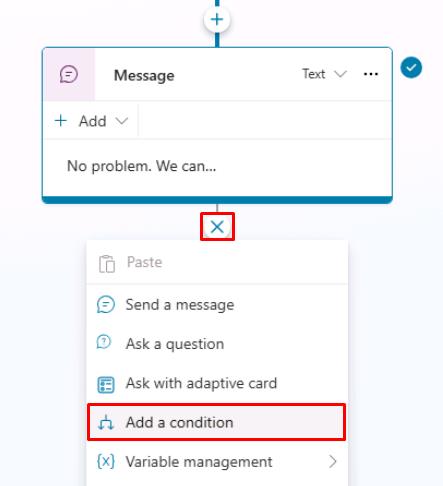 Message Text ...
+ Add
No problem. We can...
Paste
Send a message
Ask a question
Ask with adaptive card
Add a condition
{x} Variable management